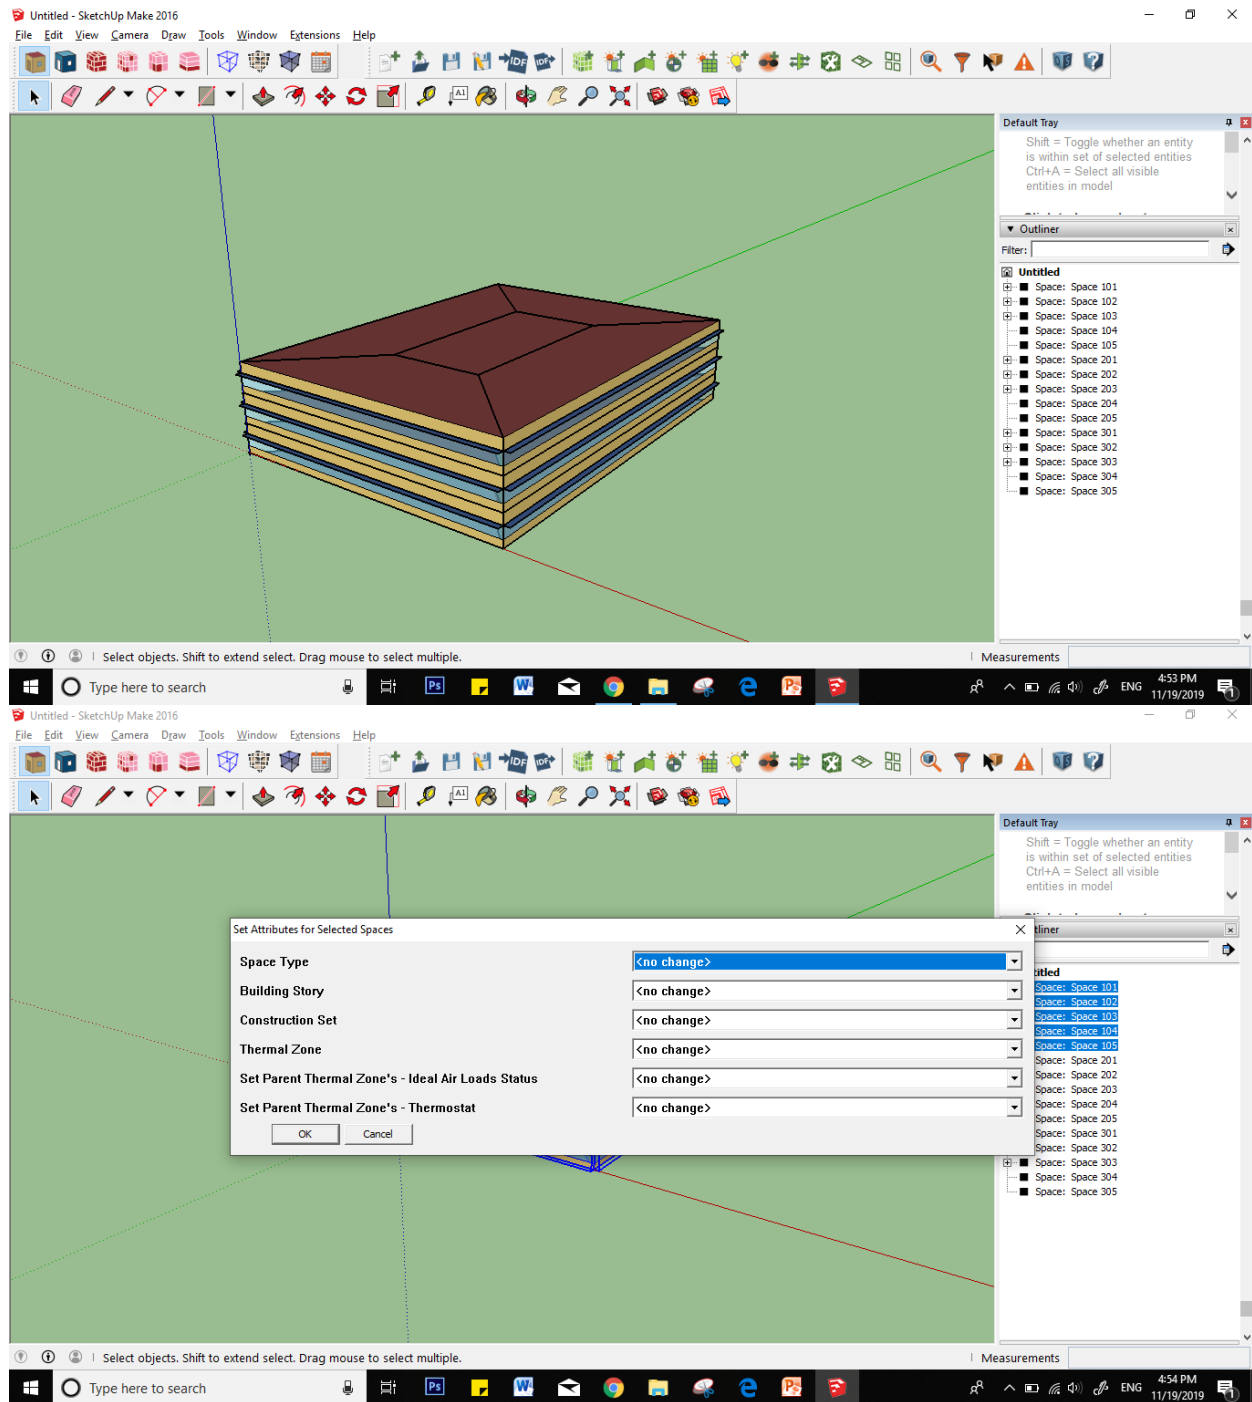 Untitled - SketchUp Make 2016
File Edit View Camera Draw Tools Window Extensions Help
IDF IDF
A1
Default Tray
Shift = Toggle whether an entity
is within set of selected entities
Ctrl+A = Select all visible
entities in model
Outliner
Filter:
Untitled
Space: Space 101
Space: Space 102
Space: Space 103
Space: Space 104
Space: Space 105
Space: Space 201
Space: Space 202
Space: Space 203
Space: Space 204
Space: Space 205
Space: Space 301
Space: Space 302
Space: Space 303
Space: Space 304
Space: Space 305
Select objects. Shift to extend select. Drag mouse to select multiple.
Measurements
Type here to search
Ps
ENG
4:53 PM
11/19/2019
Untitled - SketchUp Make 2016
File Edit View Camera Draw Tools Window Extensions Help
IDF IDF
A1
Default Tray
Shift = Toggle whether an entity
is within set of selected entities
Ctrl+A = Select all visible
entities in model
tliner
titled
Space: Space 101
Space: Space 102
Space: Space 103
Space: Space 104
Space: Space 105
Space: Space 201
Space: Space 202
Space: Space 203
Space: Space 204
Space: Space 205
Space: Space 301
Space: Space 302
Space: Space 303
Space: Space 304
Space: Space 305
Set Attributes for Selected Spaces
Space Type <no change>
Building Story <no change>
Construction Set <no change>
Thermal Zone <no change>
Set Parent Thermal Zone's - Ideal Air Loads Status <no change>
Set Parent Thermal Zone's - Thermostat <no change>
OK Cancel
Select objects. Shift to extend select. Drag mouse to select multiple.
Measurements
Type here to search
Ps
ENG
4:54 PM
11/19/2019